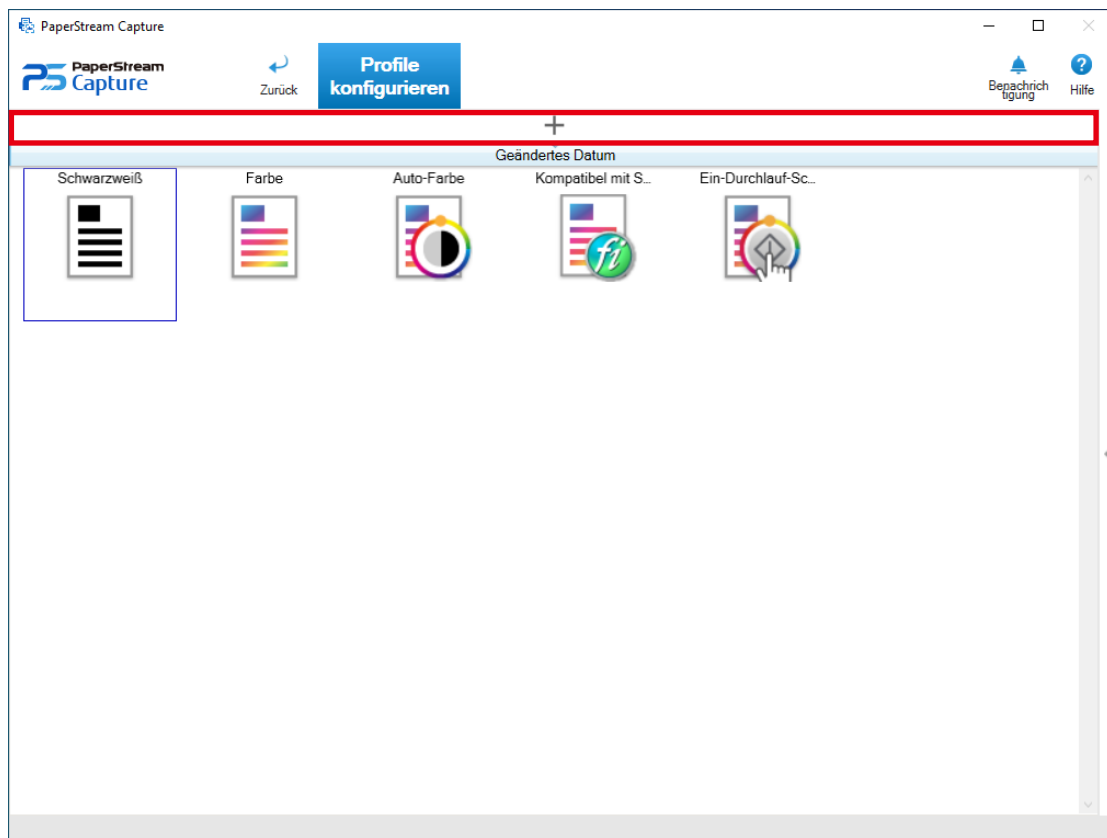 PaperStream Capture
PaperStream
Capture
Zurück
Profile
konfigurieren
Benachrich
tigung
Hilfe
+
Geändertes Datum
Schwarzweiß
Farbe
Auto-Farbe
Kompatibel mit S...
Ein-Durchlauf-Sc...
fi